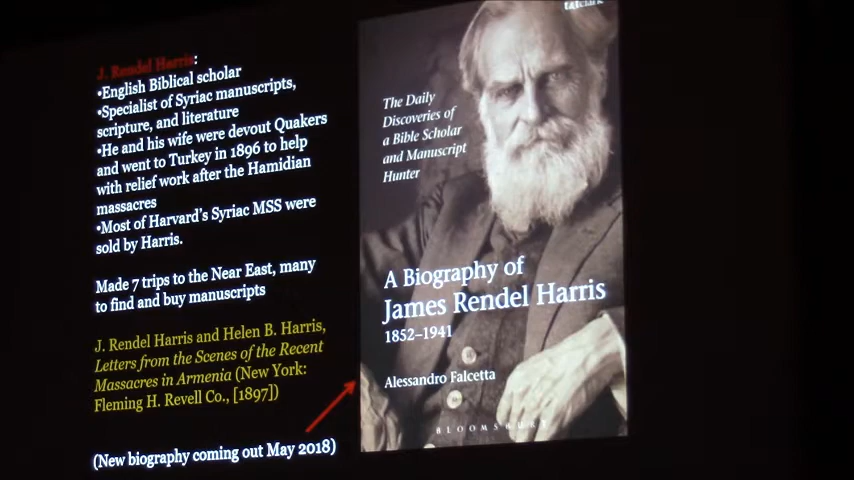 J. Rendel Harris:
•English Biblical scholar
•Specialist of Syriac manuscripts,
scripture, and literature
•He and his wife were devout Quakers
and went to Turkey in 1896 to help
with relief work after the Hamidian
massacres
•Most of Harvard's Syriac MSS were
sold by Harris.
Made 7 trips to the Near East, many
to find and buy manuscripts
J. Rendel Harris and Helen B. Harris,
Letters from the Scenes of the Recent
Massacres in Armenia (New York:
Fleming H. Revell Co., [1897])
(New biography coming out May 2018)
t&tclark
The Daily
Discoveries of
a Bible Scholar
and Manuscript
Hunter
A Biography of
James Rendel Harris
1852–1941
Alessandro Falcetta
BLOOMSBURY